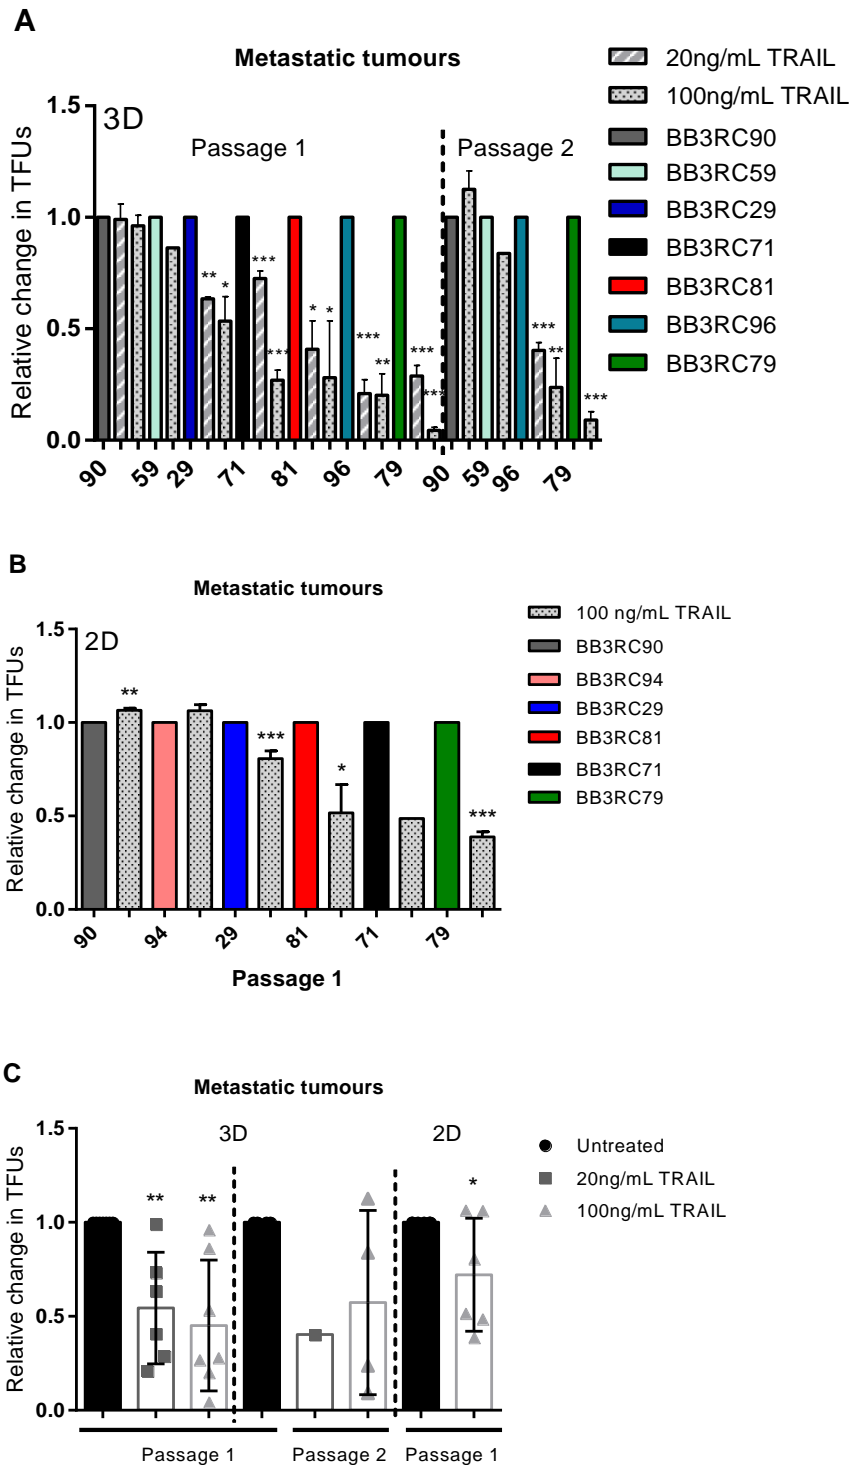 A
Metastatic tumours
20ng/mL TRAIL
100ng/mL TRAIL
BB3RC90
BB3RC59
BB3RC29
BB3RC71
BB3RC81
BB3RC96
BB3RC79
3D
Passage 1
Passage 2
Relative change in TFUs
1.5
1.0
0.5
0.0
** * *** *** * * *** ** *** *** *** ** ***
90 59 29 71 81 96 79 90 59 96 79
B
Metastatic tumours
100 ng/mL TRAIL
BB3RC90
BB3RC94
BB3RC29
BB3RC81
BB3RC71
BB3RC79
2D
Relative change in TFUs
1.5
1.0
0.5
0.0
** *** * ***
90 94 29 81 71 79
Passage 1
C
Metastatic tumours
3D 2D
Untreated
20ng/mL TRAIL
100ng/mL TRAIL
Relative change in TFUs
1.5
1.0
0.5
0.0
** ** *
Passage 1 Passage 2 Passage 1